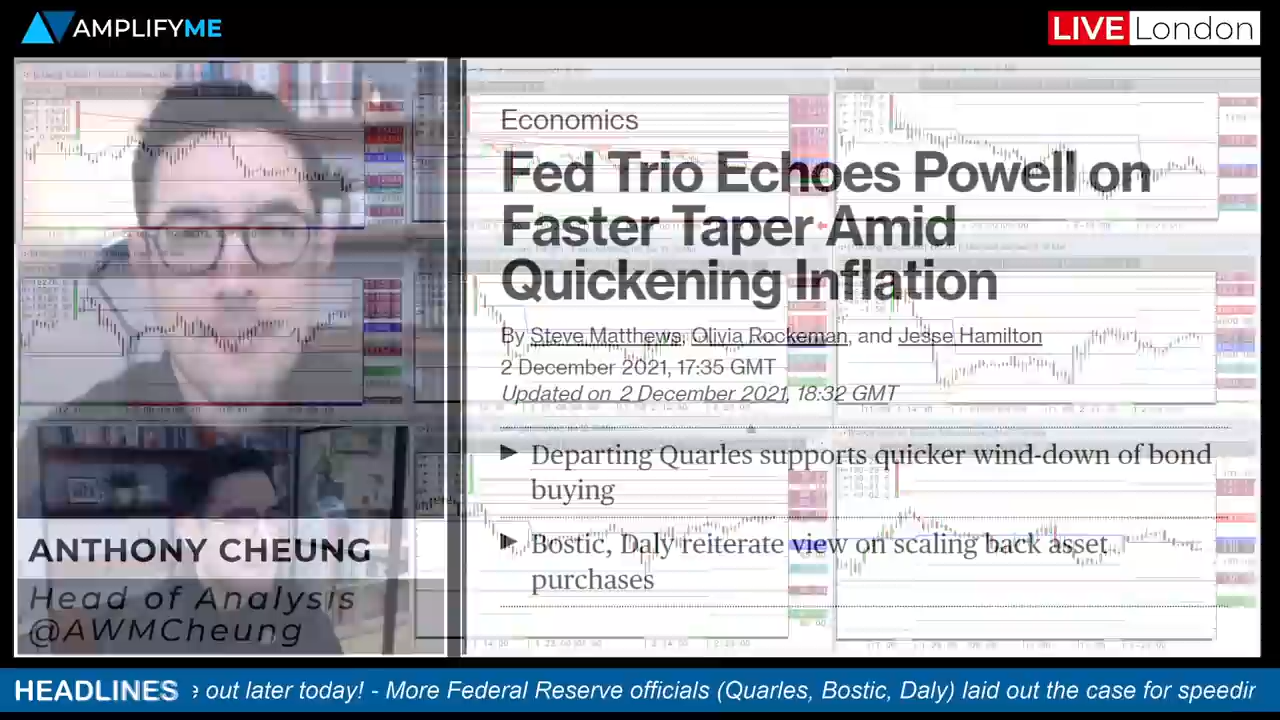 AMPLIFYME
LIVE London
Economics
Fed Trio Echoes Powell on
Faster Taper Amid
Quickening Inflation
By Steve Matthews, Olivia Rockeman, and Jesse Hamilton
2 December 2021, 17:35 GMT
Updated on 2 December 2021, 18:32 GMT
Departing Quarles supports quicker wind-down of bond
buying
Bostic, Daly reiterate view on scaling back asset
purchases
ANTHONY CHEUNG
Head of Analysis
@AWMCheung
HEADLINES e out later today! - More Federal Reserve officials (Quarles, Bostic, Daly) laid out the case for speedir